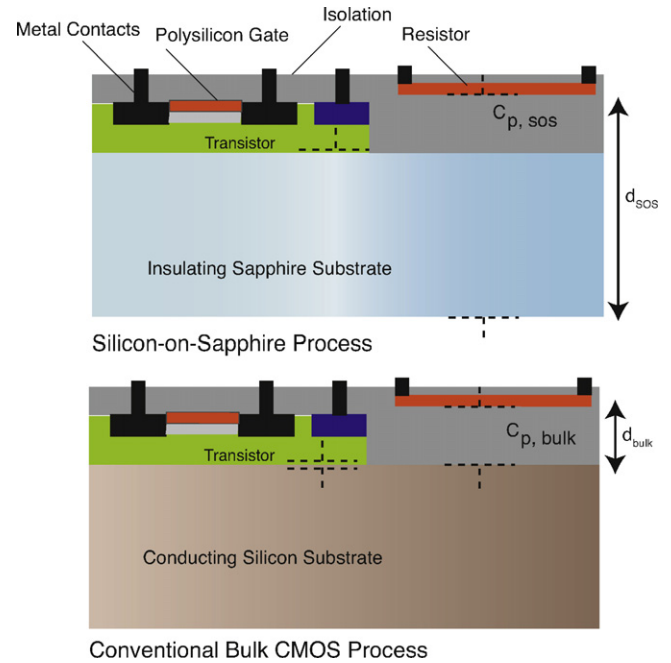 Isolation
Metal Contacts
Polysilicon Gate
Resistor
Cp, sos
Transistor
dSOS
Insulating Sapphire Substrate
Silicon-on-Sapphire Process
Cp, bulk
dbulk
Transistor
Conducting Silicon Substrate
Conventional Bulk CMOS Process